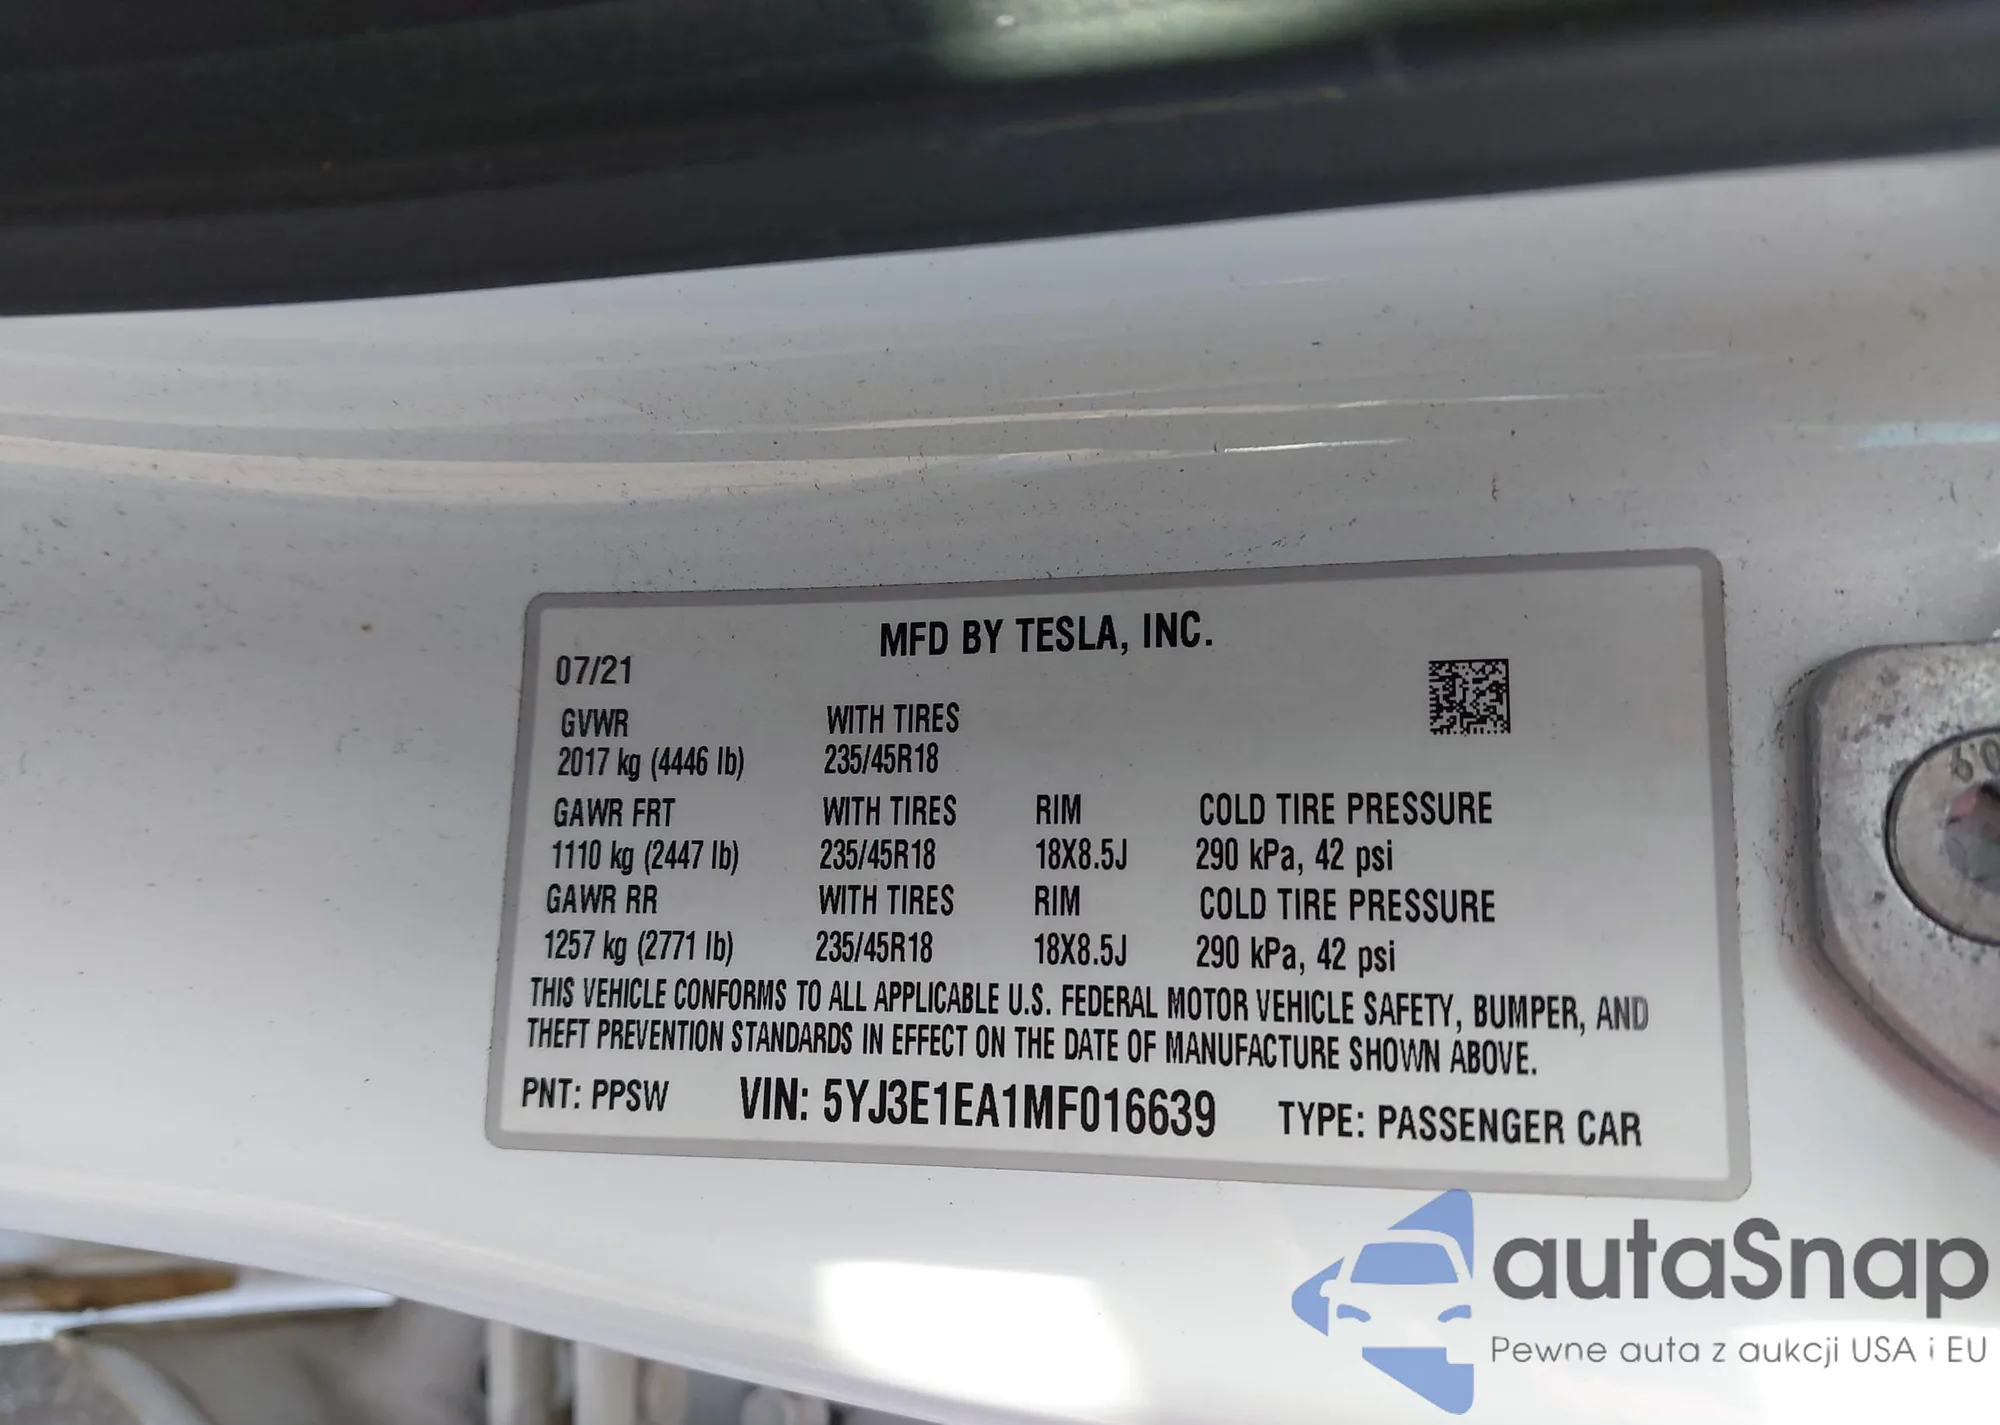 MFD BY TESLA, INC.
07/21
GVWR WITH TIRES
2017 kg (4446 lb) 235/45R18
GAWR FRT WITH TIRES RIM COLD TIRE PRESSURE
1110 kg (2447 lb) 235/45R18 18X8.5J 290 kPa, 42 psi
GAWR RR WITH TIRES RIM COLD TIRE PRESSURE
1257 kg (2771 lb) 235/45R18 18X8.5J 290 kPa, 42 psi
THIS VEHICLE CONFORMS TO ALL APPLICABLE U.S. FEDERAL MOTOR VEHICLE SAFETY, BUMPER, AND
THEFT PREVENTION STANDARDS IN EFFECT ON THE DATE OF MANUFACTURE SHOWN ABOVE.
PNT: PPSW VIN: 5YJ3E1EA1MF016639 TYPE: PASSENGER CAR
autaSnap
Pewne auta z aukcji USA i EU